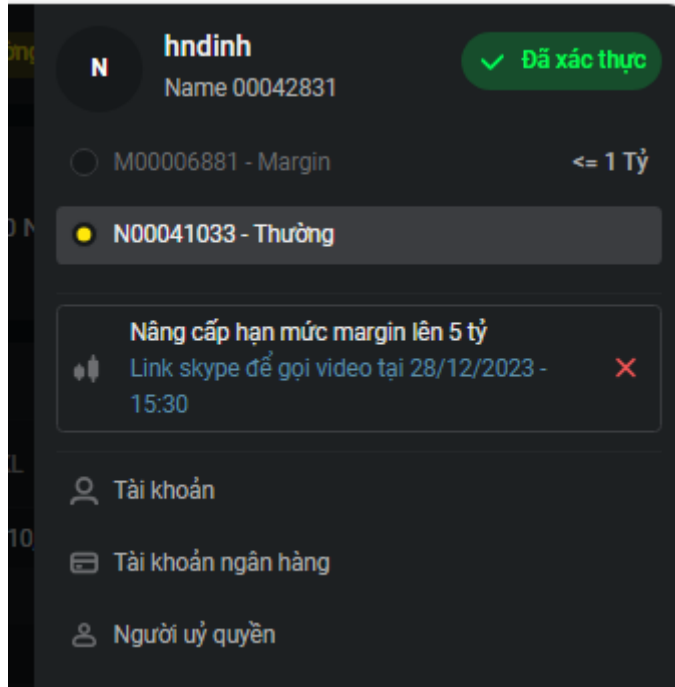 N
hndinh
Đã xác thực
Name 00042831
M00006881 - Margin
<= 1 Tỷ
N00041033 - Thường
Nâng cấp hạn mức margin lên 5 tỷ
Link skype để gọi video tại 28/12/2023 -
15:30
Tài khoản
10
Tài khoản ngân hàng
Người uỷ quyền